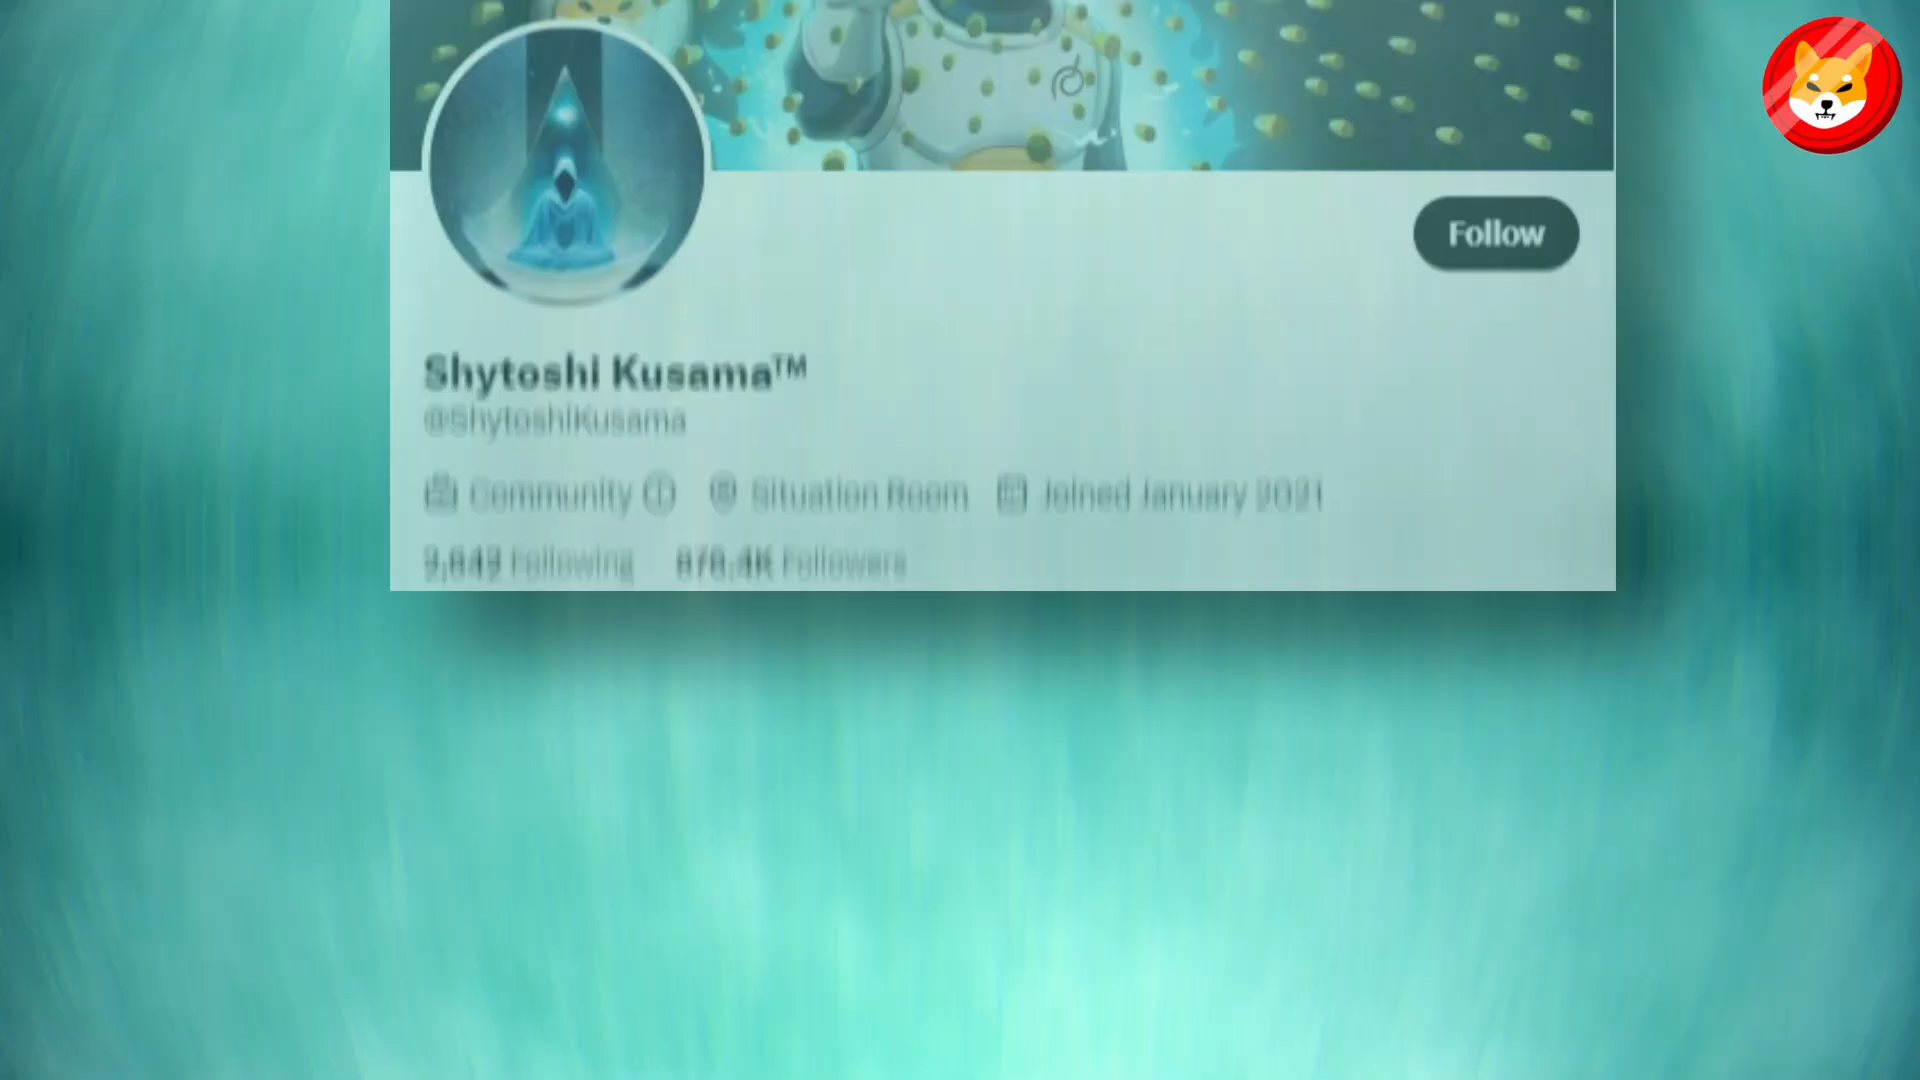 Follow
Shytoshi Kusama™
@ShytoshiKusama
Community Situation Room Joined January 2021
Following Followers